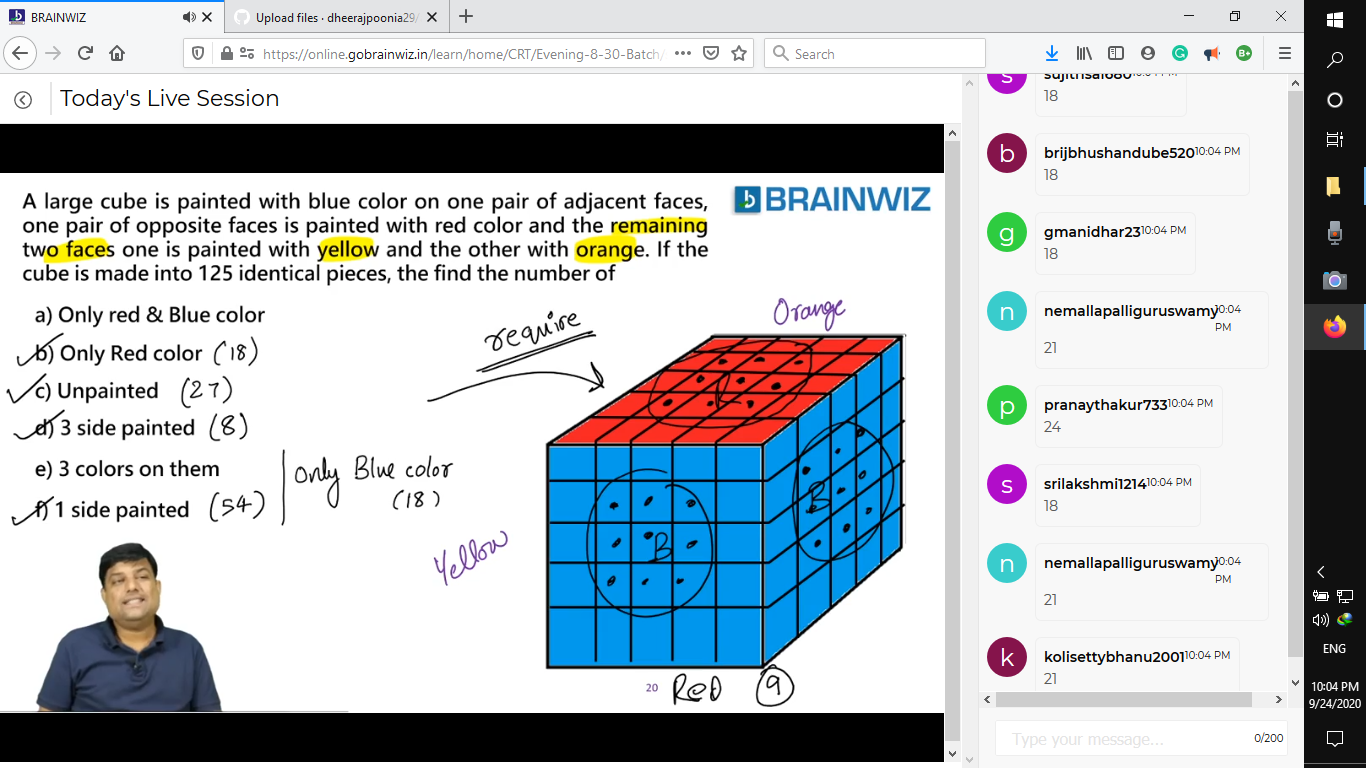 BRAINWIZ
Upload files · dheerajpoonia29/
https://online.gobrainwiz.in/learn/home/CRT/Evening-8-30-Batch/
Search
Today's Live Session
A large cube is painted with blue color on one pair of adjacent faces,
one pair of opposite faces is painted with red color and the remaining
two faces one is painted with yellow and the other with orange. If the
cube is made into 125 identical pieces, the find the number of
BRAINWIZ
a) Only red & Blue color
b) Only Red color (18)
c) Unpainted (27)
d) 3 side painted (8)
e) 3 colors on them
f) 1 side painted (54)
Only Blue color
(18)
require
Orange
Yellow
B
B
20
Red 9
s
sujithsai680 10:04 PM
18
b
brijbhushandube520 10:04 PM
18
g
gmanidhar23 10:04 PM
18
n
nemallapalliguruswamy 10:04 PM
21
p
pranaythakur733 10:04 PM
24
s
srilakshmi1214 10:04 PM
18
n
nemallapalliguruswamy 10:04 PM
21
k
kolisettybhanu2001 10:04 PM
21
Type your message...
0/200
ENG
10:04 PM
9/24/2020